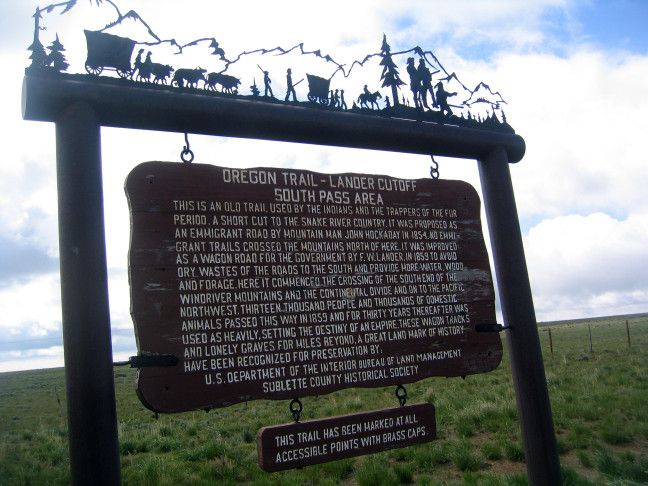 OREGON TRAIL - LANDER CUTOFF
SOUTH PASS AREA
THIS IS AN OLD TRAIL USED BY THE INDIANS AND THE TRAPPERS OF THE FUR
PERIOD. A SHORT CUT TO THE SNAKE RIVER COUNTRY. IT WAS PROPOSED AS
AN EMMIGRANT ROAD BY MOUNTAIN MAN, JOHN HOCKADAY IN 1854. NO EMMI-
GRANT TRAILS CROSSED THE MOUNTAINS NORTH OF HERE. IT WAS IMPROVED
AS A WAGON ROAD FOR THE GOVERNMENT BY F. W. LANDER, IN 1859 TO AVOID
DRY WASTES OF THE ROADS TO THE SOUTH AND PROVIDE MORE WATER, WOOD
AND FORAGE. HERE IT COMMENCED THE CROSSING OF THE SOUTH END OF THE
WINDRIVER MOUNTAINS AND THE CONTINENTAL DIVIDE AND ON TO THE PACIFIC
NORTHWEST. THIRTEEN THOUSAND PEOPLE AND THOUSANDS OF DOMESTIC
ANIMALS PASSED THIS WAY IN 1859 AND FOR THIRTY YEARS THEREAFTER WAS
USED AS HEAVILY. SETTING THE DESTINY OF AN EMPIRE. THESE WAGON TRACKS
AND LONELY GRAVES FOR MILES BEYOND, A GREAT LAND MARK OF HISTORY
HAVE BEEN RECOGNIZED FOR PRESERVATION BY:
U.S. DEPARTMENT OF THE INTERIOR BUREAU OF LAND MANAGEMENT
SUBLETTE COUNTY HISTORICAL SOCIETY
THIS TRAIL HAS BEEN MARKED AT ALL
ACCESSIBLE POINTS WITH BRASS CAPS.